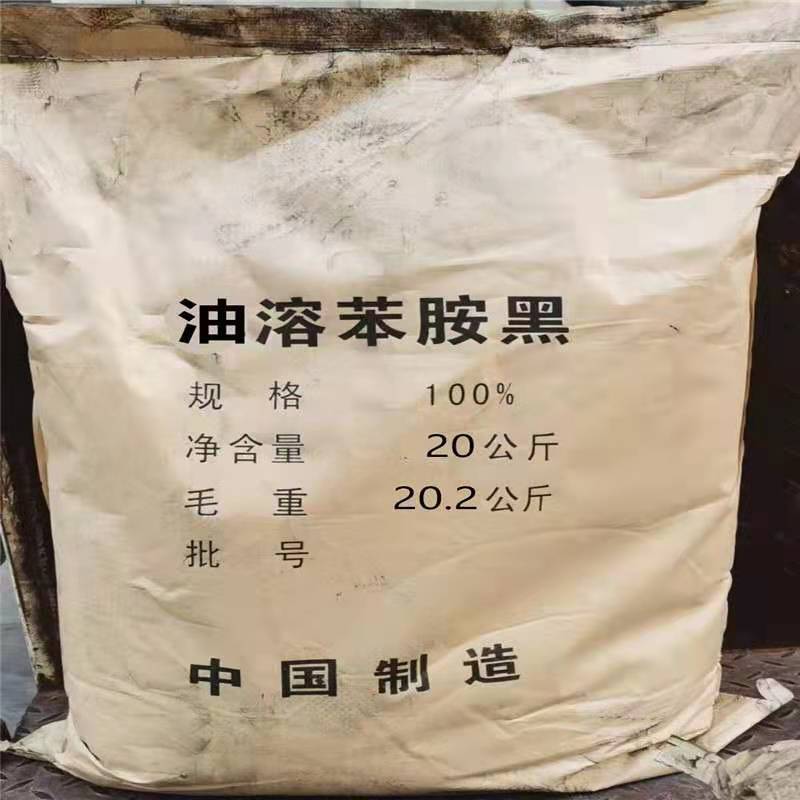 油溶苯胺黑
规格 100%
净含量 20公斤
毛重 20.2公斤
批号
中国制造